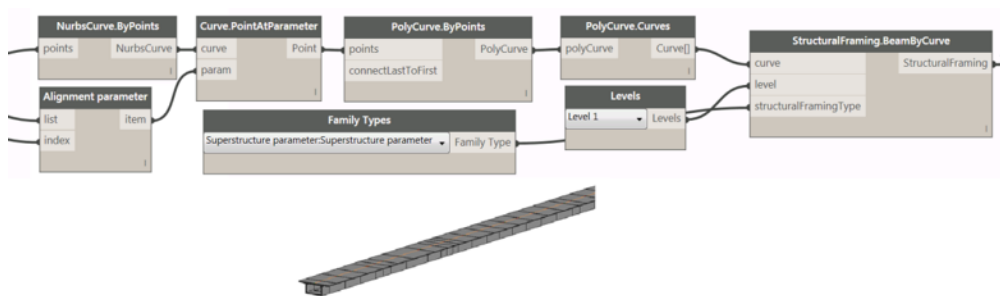 NurbsCurve.ByPoints
points NurbsCurve
Curve.PointAtParameter
curve Point
param
PolyCurve.ByPoints
points PolyCurve
connectLastToFirst
PolyCurve.Curves
polyCurve Curve[]
StructuralFraming.BeamByCurve
curve StructuralFraming
level
structuralFramingType
Alignment parameter
list item
index
Family Types
Superstructure parameter:Superstructure parameter Family Type
Levels
Level 1 Levels